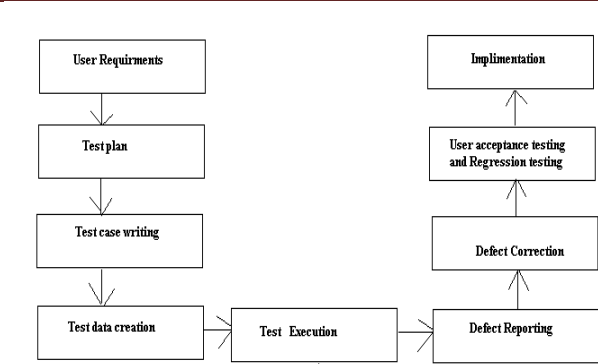 User Requirments
Test plan
Test case writing
Test data creation
Test Execution
Defect Reporting
Defect Correction
User acceptance testing
and Regression testing
Implimentation